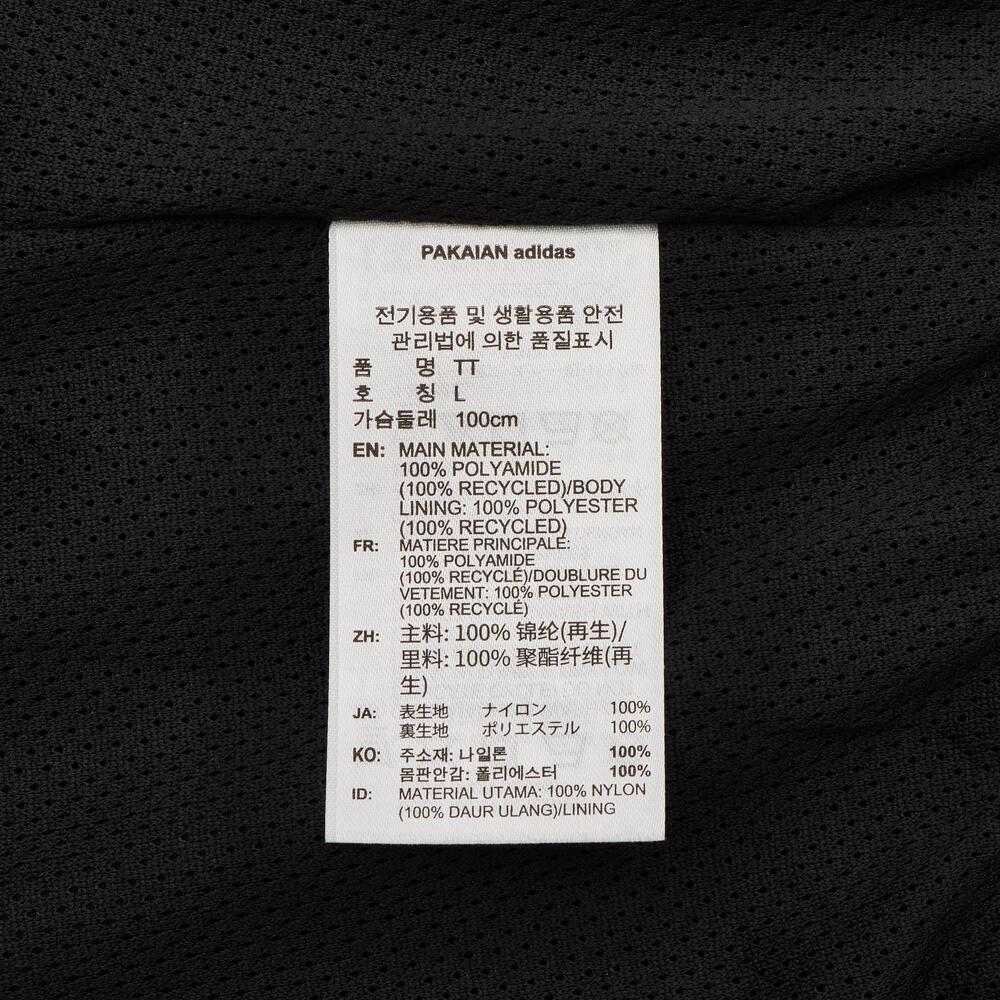 PAKAIAN adidas
전기용품 및 생활용품 안전
관리법에 의한 품질표시
품 명 TT
호 칭 L
가슴둘레 100cm
EN: MAIN MATERIAL:
100% POLYAMIDE
(100% RECYCLED)/BODY
LINING: 100% POLYESTER
(100% RECYCLED)
FR: MATIERE PRINCIPALE:
100% POLYAMIDE
(100% RECYCLÉ)/DOUBLURE DU
VETEMENT: 100% POLYESTER
(100% RECYCLÉ)
ZH: 主料: 100% 锦纶(再生)/
里料: 100% 聚酯纤维(再
生)
JA: 表生地 ナイロン 100%
裏生地 ポリエステル 100%
KO: 주소재: 나일론 100%
몸판안감: 폴리에스터 100%
ID: MATERIAL UTAMA: 100% NYLON
(100% DAUR ULANG)/LINING